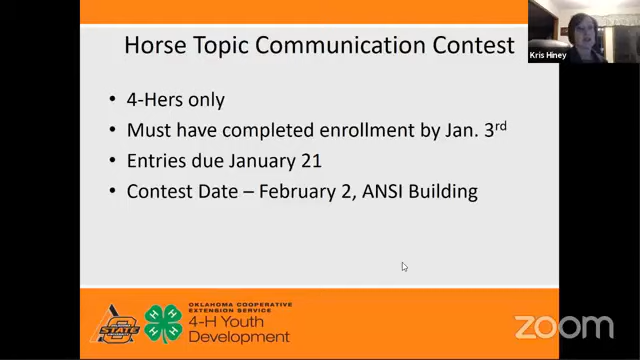 Horse Topic Communication Contest
Kris Hiney
• 4-Hers only
• Must have completed enrollment by Jan. 3rd
• Entries due January 21
• Contest Date – February 2, ANSI Building
STATE
H H H H
OKLAHOMA COOPERATIVE
EXTENSION SERVICE
4-H Youth
Development
zoom